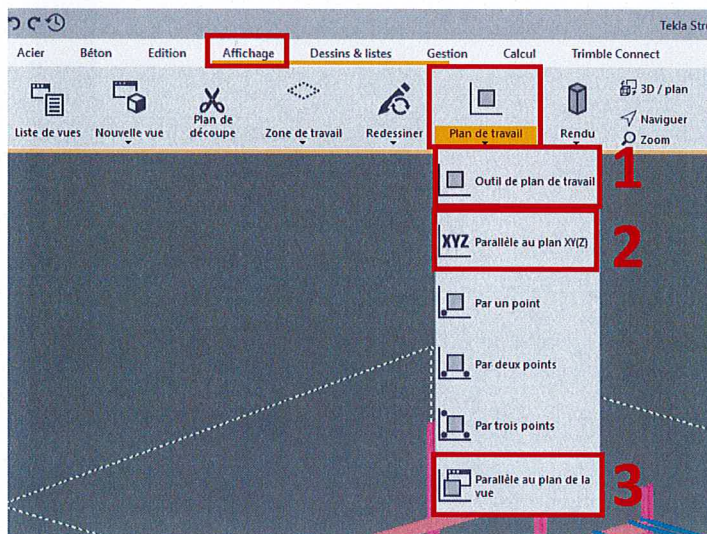 Tekla Str
Acier Béton Edition Affichage Dessins & listes Gestion Calcul Trimble Connect
Liste de vues
Nouvelle vue
Plan de
découpe
Zone de travail
Redessiner
Plan de travail
Rendu
3D / plan
Naviguer
Zoom
Outil de plan de travail
1
XYZ Parallèle au plan XY(Z)
2
Par un point
Par deux points
Par trois points
Parallèle au plan de la
vue
3